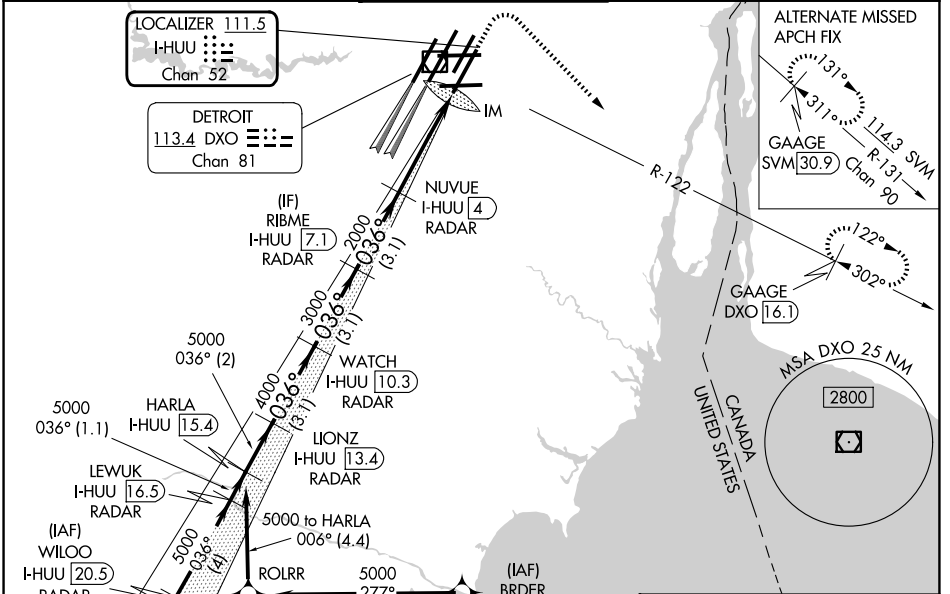 LOCALIZER 111.5
I-HUU
Chan 52
DETROIT
113.4 DXO
Chan 81
IM
NUVUE
I-HUU 4
RADAR
(IF)
RIBME
I-HUU 7.1
RADAR
2000
036°
(3.1)
3000
036°
(3.1)
WATCH
I-HUU 10.3
RADAR
4000
036°
(3.1)
LIONZ
I-HUU 13.4
RADAR
5000
036° (2)
HARLA
I-HUU 15.4
5000
036° (1.1)
LEWUK
I-HUU 16.5
RADAR
5000
036°
(4)
(IAF)
WILOO
I-HUU 20.5
RADAR
5000 to HARLA
006° (4.4)
ROLRR
5000
277°
(IAF)
BRDER
R-122
122°
302°
GAAGE
DXO 16.1
ALTERNATE MISSED
APCH FIX
131°
311°
GAAGE
SVM 30.9
R-131
114.3 SVM
Chan 90
MSA DXO 25 NM
2800
CANADA
UNITED STATES